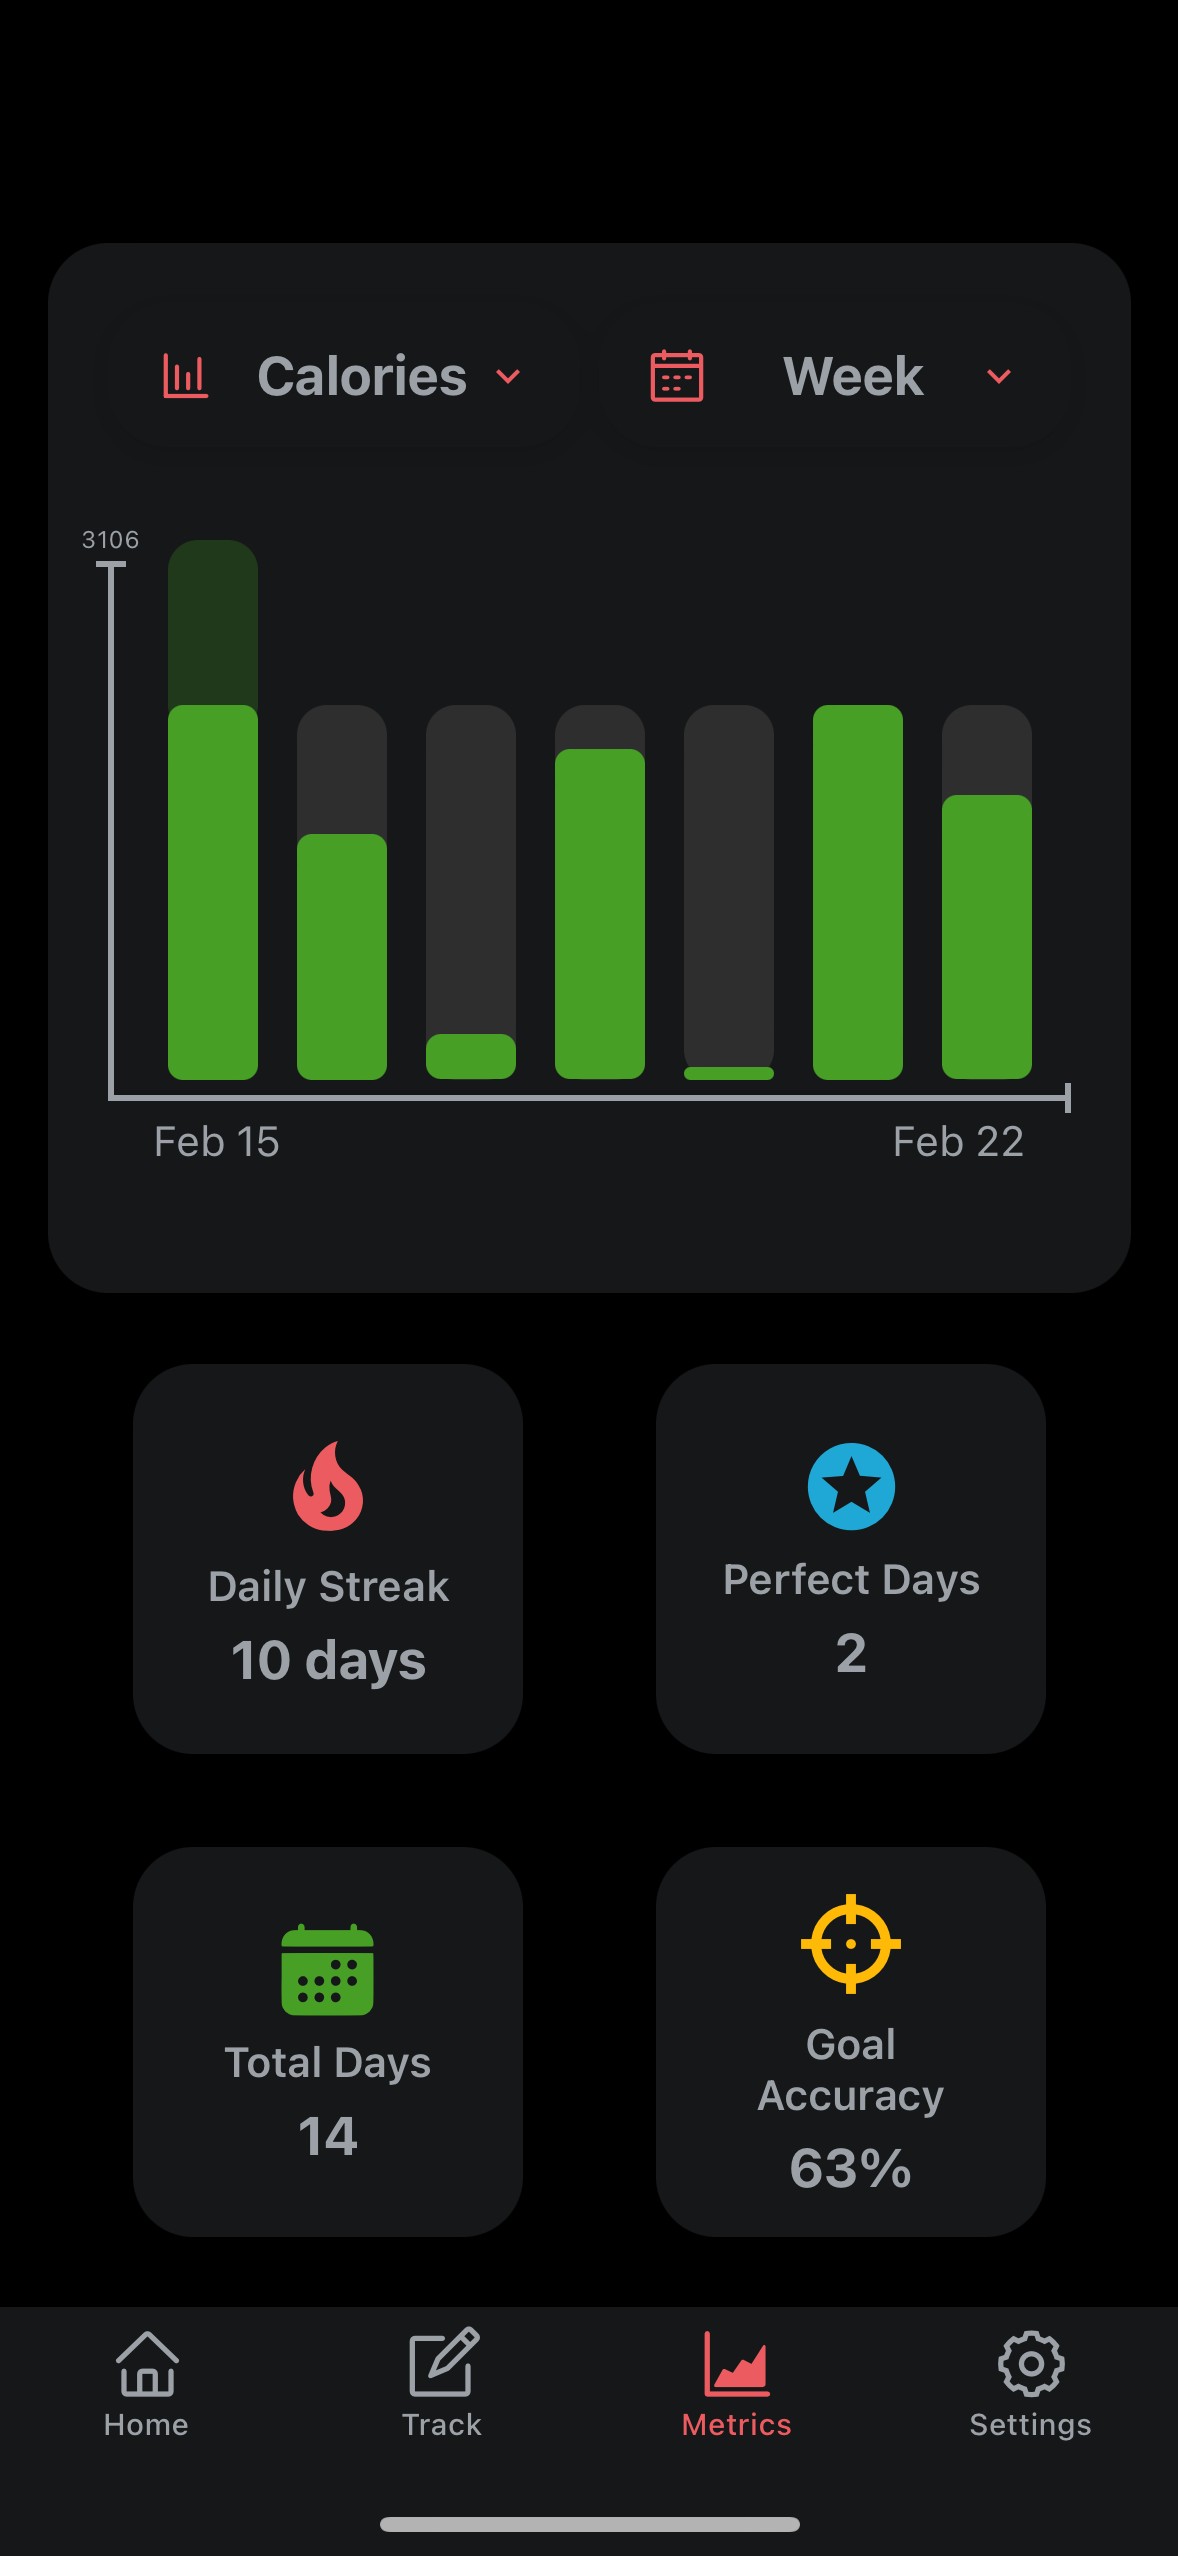 Calories
Week
3106
Feb 15
Feb 22
Daily Streak
10 days
Perfect Days
2
Total Days
14
Goal
Accuracy
63%
Home
Track
Metrics
Settings